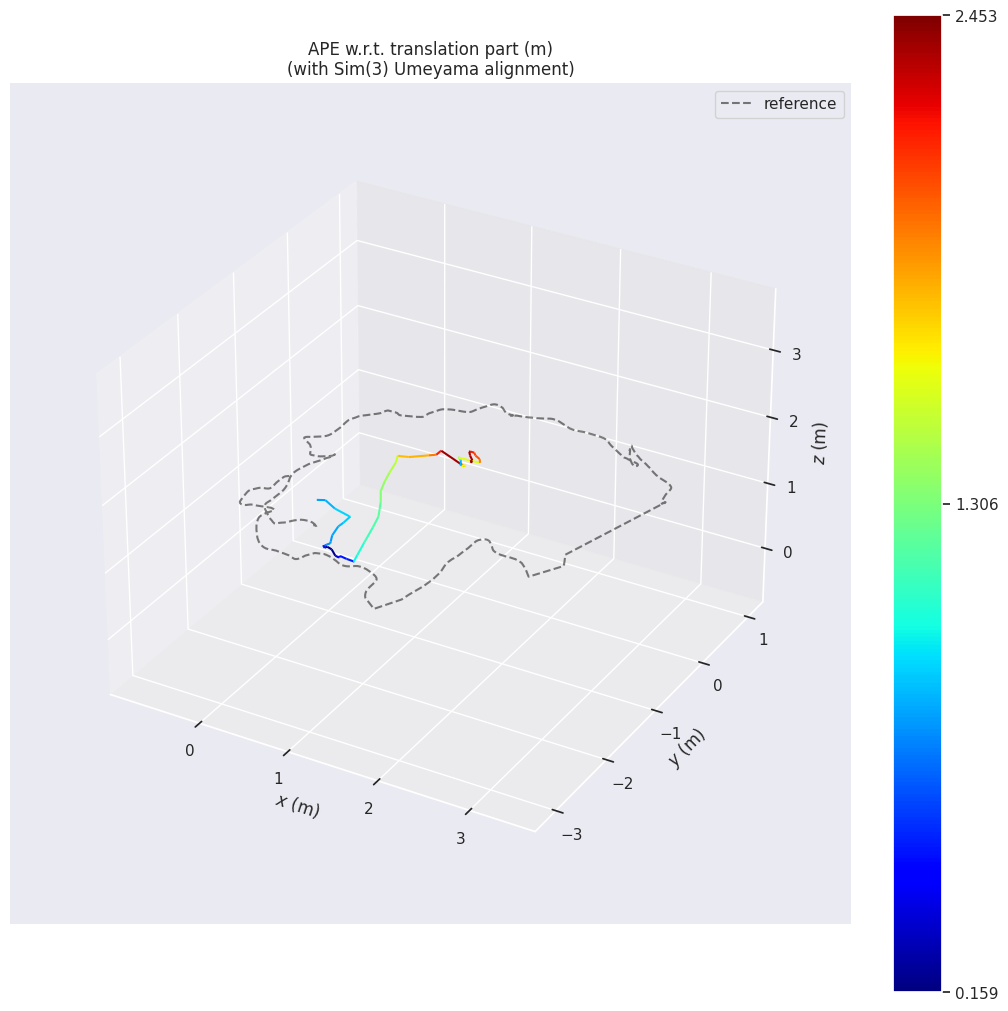 APE w.r.t. translation part (m)
(with Sim(3) Umeyama alignment)
reference
2.453
1.306
0.159
3
2
1
0
z (m)
1
0
−1
−2
−3
y (m)
0
1
2
3
x (m)